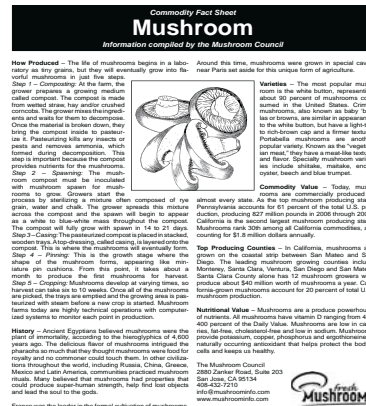 Commodity Fact Sheet
Mushroom
Information compiled by the Mushroom Council
How Produced – The life of mushrooms begins in a labo-
ratory as tiny grains, but they will eventually grow into fla-
vorful mushrooms in just five steps.
Step 1 – Composting: At the farm, the
grower prepares a growing medium
called compost. The compost is made
from wetted straw, hay and/or crushed
corncobs. The grower mixes the ingredi-
ents and waits for them to decompose.
Once the material is broken down, they
bring the compost inside to pasteur-
ize it. Pasteurizing kills any insects or
pests and removes ammonia, which
formed during decomposition. This
step is important because the compost
provides nutrients for the mushrooms.
Step 2 – Spawning: The mush-
room compost must be inoculated
with mushroom spawn for mush-
rooms to grow. Growers start the
process by sterilizing a mixture often composed of rye
grain, water and chalk. The grower spreads this mixture
across the compost and the spawn will begin to appear
as a white to blue-white mass throughout the compost.
The compost will fully grow with spawn in 14 to 21 days.
Step 3 – Casing: The pasteurized compost is placed in stacked,
wooden trays. A top-dressing, called casing, is layered onto the
compost. This is where the mushrooms will eventually form.
Step 4 – Pinning: This is the growth stage where the
shape of the mushroom forms, appearing like min-
iature pin cushions. From this point, it takes about a
month to produce the first mushrooms for harvest.
Step 5 – Cropping: Mushrooms develop at varying times, so
harvest can take six to 10 weeks. Once all of the mushrooms
are picked, the trays are emptied and the growing area is pas-
teurized with steam before a new crop is started. Mushroom
farms today are highly technical operations with computer-
ized systems to monitor each point in production.
History – Ancient Egyptians believed mushrooms were the
plant of immortality, according to the hieroglyphics of 4,600
years ago. The delicious flavor of mushrooms intrigued the
pharaohs so much that they thought mushrooms were food for
royalty and no commoner could touch them. In other civiliza-
tions throughout the world, including Russia, China, Greece,
Mexico and Latin America, communities practiced mushroom
rituals. Many believed that mushrooms had properties that
could produce super-human strength, help find lost objects
and lead the soul to the gods.
Around this time, mushrooms were grown in special cav
near Paris set aside for this unique form of agriculture.
Varieties – The most popular mus
room is the white button, representi
about 90 percent of mushrooms co
sumed in the United States. Crim
mushrooms, also known as baby 'b
las or browns, are similar in appearan
to the white button, but have a light-t
to rich-brown cap and a firmer textu
Portabella mushrooms are anoth
popular variety. Known as the "veget
ian meat," they have a meat-like textu
and flavor. Specialty mushroom vari
ies include shiitake, maitake, eno
oyster, beech and blue trumpet.
Commodity Value – Today, mu
rooms are commercially produced
almost every state. As the top mushroom producing sta
Pennsylvania accounts for 61 percent of the total U.S. p
duction, producing 827 million pounds in 2006 though 200
California is the second largest mushroom producing sta
Mushrooms rank 30th among all California commodities, a
counting for $1.8 million dollars annually.
Top Producing Counties – In California, mushrooms a
grown on the coastal strip between San Mateo and S
Diego. The leading mushroom growing counties inclu
Monterey, Santa Clara, Ventura, San Diego and San Mate
Santa Clara County alone has 12 mushroom growers w
produce about $40 million worth of mushrooms a year. Ca
fornia-grown mushrooms account for 20 percent of total U
mushroom production.
Nutritional Value – Mushrooms are a produce powerhou
of nutrients. All mushrooms have vitamin D ranging from 4
400 percent of the Daily Value. Mushrooms are low in ca
ries, fat-free, cholesterol-free and low in sodium. Mushroor
provide potassium, copper, phosphorus and ergothioneine
naturally occurring antioxidant that helps protect the bod
cells and keeps us healthy.
The Mushroom Council
2880 Zanker Road, Suite 203
San Jose, CA 95134
408-432-7210
info@mushroominfo.com
www.mushroominfo.com
fresh
Mushroom